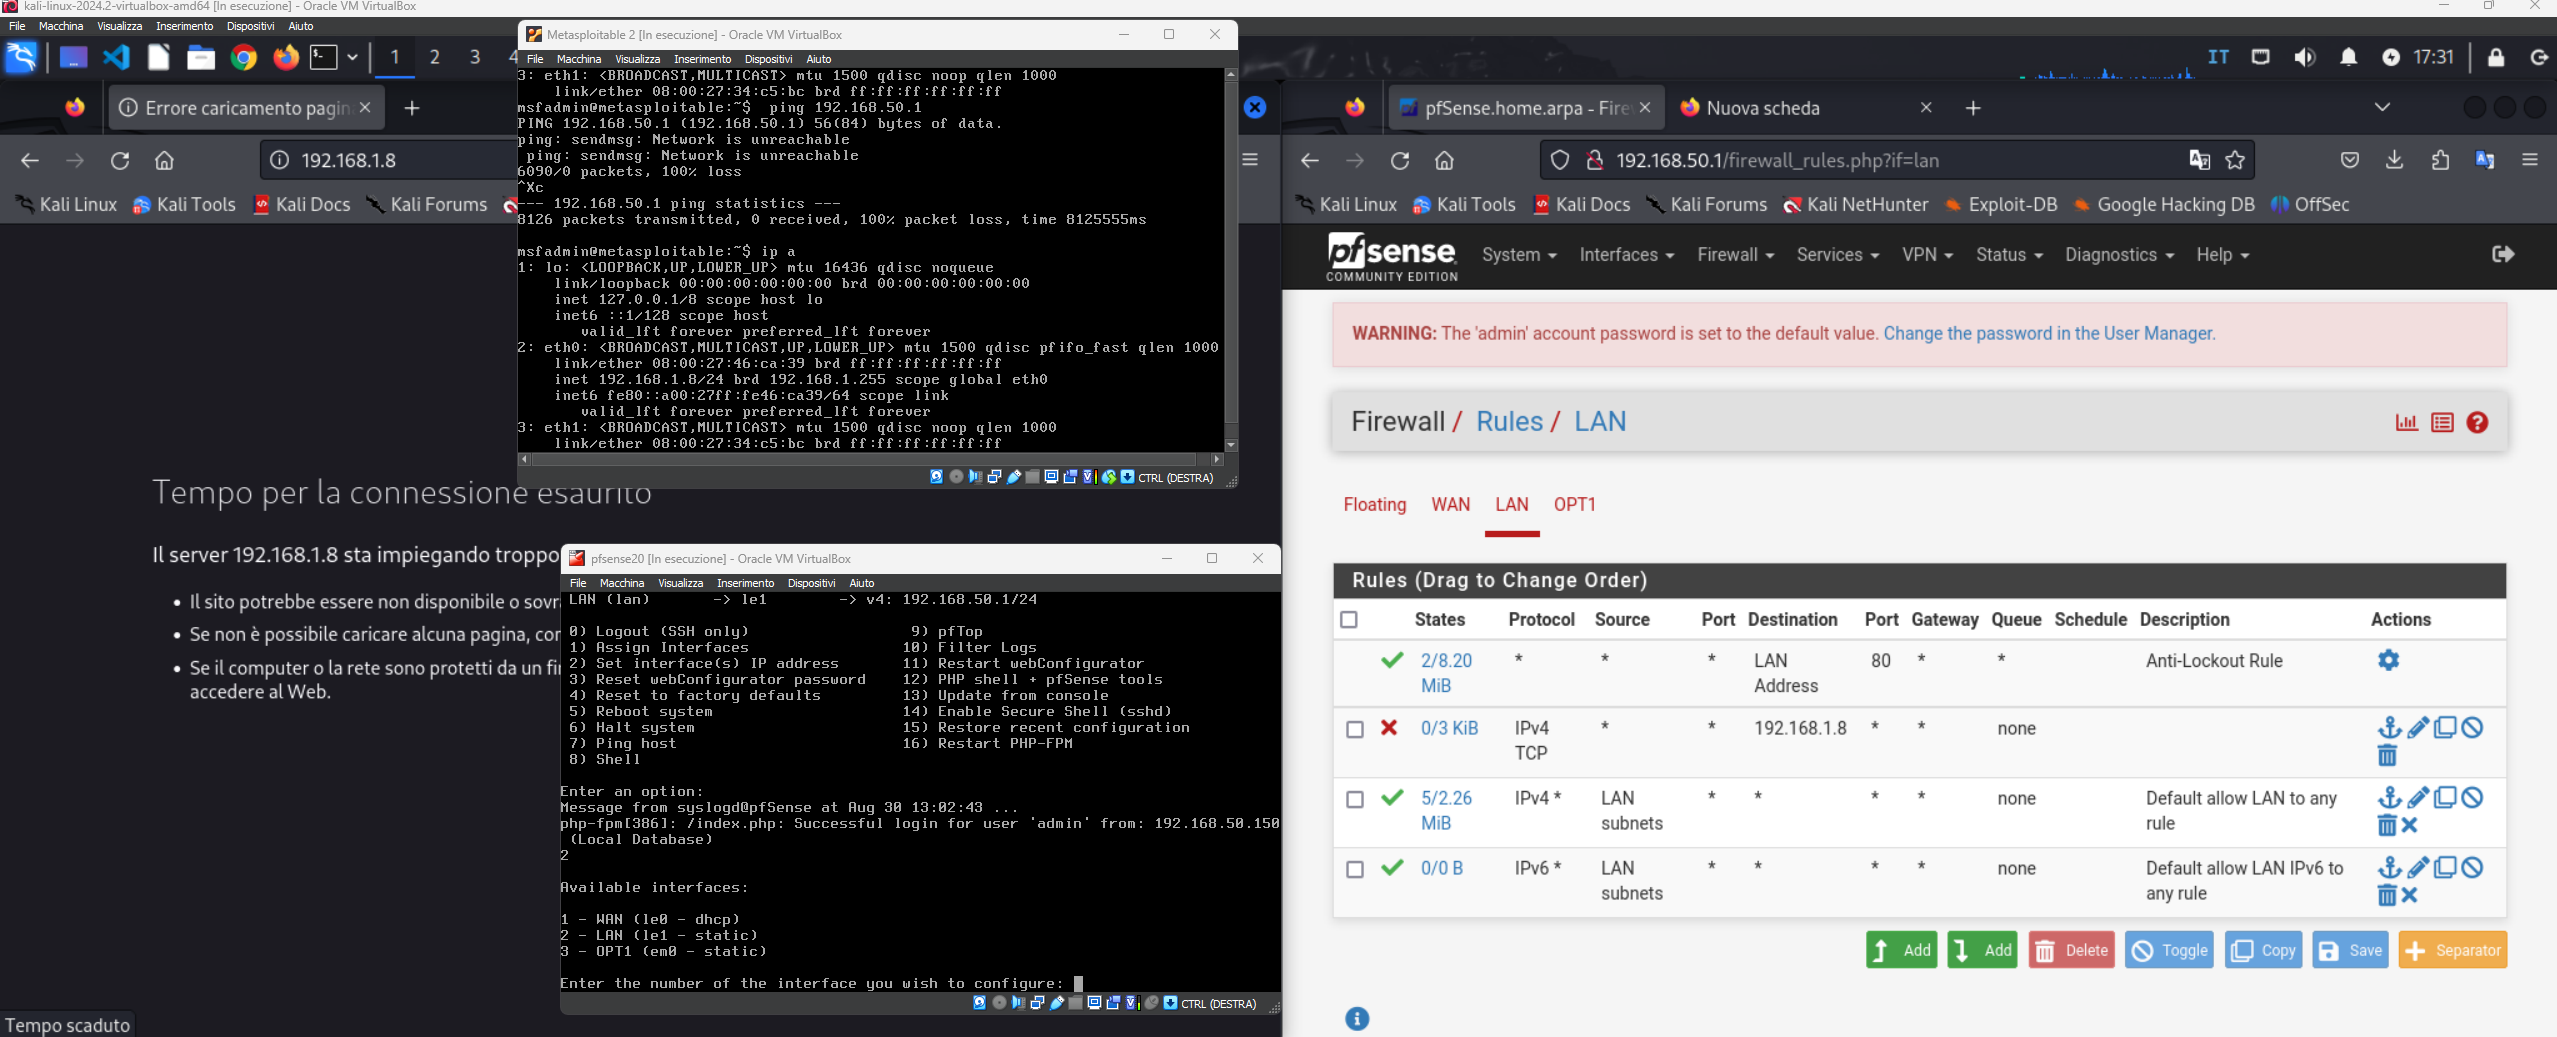 kali-linux-2024.2-virtualbox-amd64 [In esecuzione] - Oracle VM VirtualBox
File Macchina Visualizza Inserimento Dispositivi Aiuto
1 2 3 4
IT 17:31
Errore caricamento pagin
192.168.1.8
Kali Linux Kali Tools Kali Docs Kali Forums
Tempo per la connessione esaurito
Il server 192.168.1.8 sta impiegando troppo
• Il sito potrebbe essere non disponibile o sovr
• Se non è possibile caricare alcuna pagina, con
• Se il computer o la rete sono protetti da un fi
accedere al Web.
Tempo scaduto
Metasploitable 2 [In esecuzione] - Oracle VM VirtualBox
File Macchina Visualizza Inserimento Dispositivi Aiuto
3: eth1: <BROADCAST,MULTICAST> mtu 1500 qdisc noop qlen 1000
link/ether 08:00:27:34:c5:bc brd ff:ff:ff:ff:ff:ff
msfadmin@metasploitable:~$  ping 192.168.50.1
PING 192.168.50.1 (192.168.50.1) 56(84) bytes of data.
ping: sendmsg: Network is unreachable
ping: sendmsg: Network is unreachable
6090/0 packets, 100% loss
^Xc
--- 192.168.50.1 ping statistics ---
8126 packets transmitted, 0 received, 100% packet loss, time 8125555ms
msfadmin@metasploitable:~$ ip a
1: lo: <LOOPBACK,UP,LOWER_UP> mtu 16436 qdisc noqueue
link/loopback 00:00:00:00:00:00 brd 00:00:00:00:00:00
inet 127.0.0.1/8 scope host lo
inet6 ::1/128 scope host
valid_lft forever preferred_lft forever
2: eth0: <BROADCAST,MULTICAST,UP,LOWER_UP> mtu 1500 qdisc pfifo_fast qlen 1000
link/ether 08:00:27:46:ca:39 brd ff:ff:ff:ff:ff:ff
inet 192.168.1.8/24 brd 192.168.1.255 scope global eth0
inet6 fe80::a00:27ff:fe46:ca39/64 scope link
valid_lft forever preferred_lft forever
3: eth1: <BROADCAST,MULTICAST> mtu 1500 qdisc noop qlen 1000
link/ether 08:00:27:34:c5:bc brd ff:ff:ff:ff:ff:ff
CTRL (DESTRA)
pfsense20 [In esecuzione] - Oracle VM VirtualBox
File Macchina Visualizza Inserimento Dispositivi Aiuto
LAN (lan) -> le1 -> v4: 192.168.50.1/24
0) Logout (SSH only) 9) pfTop
1) Assign Interfaces 10) Filter Logs
2) Set interface(s) IP address 11) Restart webConfigurator
3) Reset webConfigurator password 12) PHP shell + pfSense tools
4) Reset to factory defaults 13) Update from console
5) Reboot system 14) Enable Secure Shell (sshd)
6) Halt system 15) Restore recent configuration
7) Ping host 16) Restart PHP-FPM
8) Shell
Enter an option:
Message from syslogd@pfSense at Aug 30 13:02:43 ...
php-fpm[386]: /index.php: Successful login for user 'admin' from: 192.168.50.150
(Local Database)
2
Available interfaces:
1 - WAN (le0 - dhcp)
2 - LAN (le1 - static)
3 - OPT1 (em0 - static)
Enter the number of the interface you wish to configure:
CTRL (DESTRA)
pfSense.home.arpa - Firew Nuova scheda
192.168.50.1/firewall_rules.php?if=lan
Kali Linux Kali Tools Kali Docs Kali Forums Kali NetHunter Exploit-DB Google Hacking DB OffSec
pfsense
COMMUNITY EDITION
System Interfaces Firewall Services VPN Status Diagnostics Help
WARNING: The 'admin' account password is set to the default value. Change the password in the User Manager.
Firewall / Rules / LAN
Floating WAN LAN OPT1
Rules (Drag to Change Order)
States Protocol Source Port Destination Port Gateway Queue Schedule Description Actions
2/8.20 MiB * * * LAN Address 80 * * Anti-Lockout Rule
0/3 KiB IPv4 TCP * * 192.168.1.8 * * none
5/2.26 MiB IPv4 * LAN subnets * * * * none Default allow LAN to any rule
0/0 B IPv6 * LAN subnets * * * * none Default allow LAN IPv6 to any rule
Add Add Delete Toggle Copy Save Separator